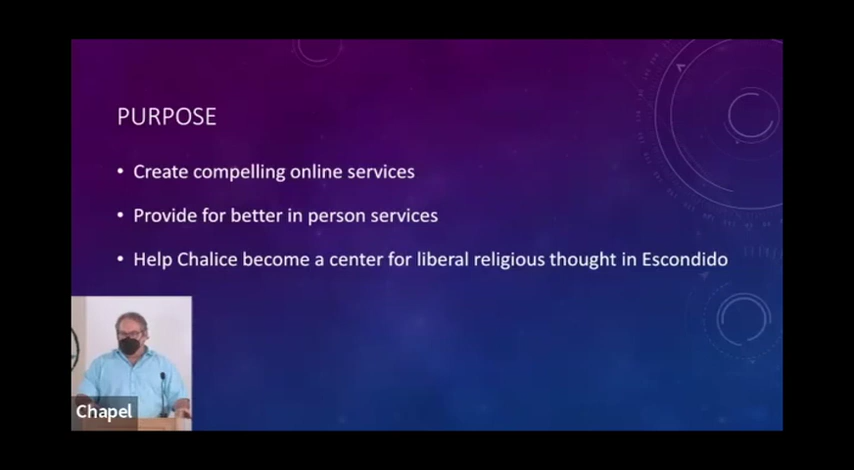 PURPOSE
• Create compelling online services
• Provide for better in person services
• Help Chalice become a center for liberal religious thought in Escondido
Chapel